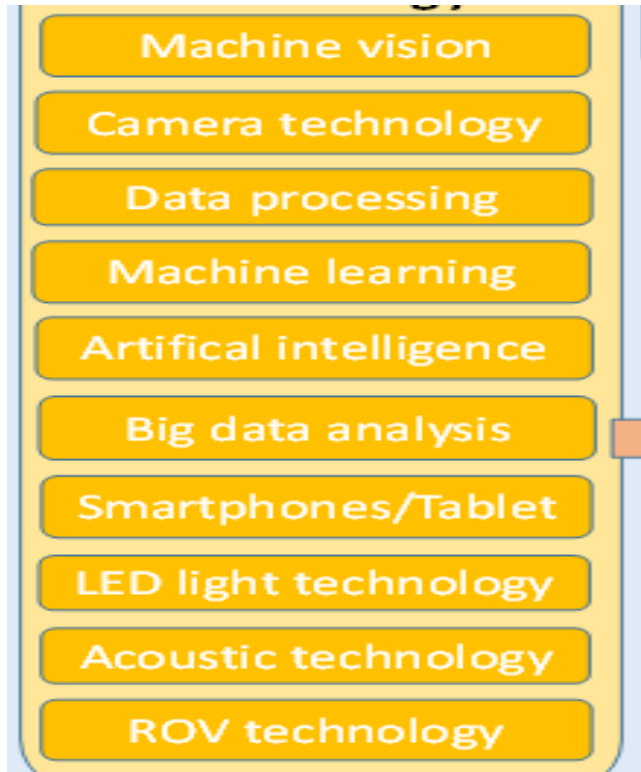 Machine vision
Camera technology
Data processing
Machine learning
Artifical intelligence
Big data analysis
Smartphones/Tablet
LED light technology
Acoustic technology
ROV technology